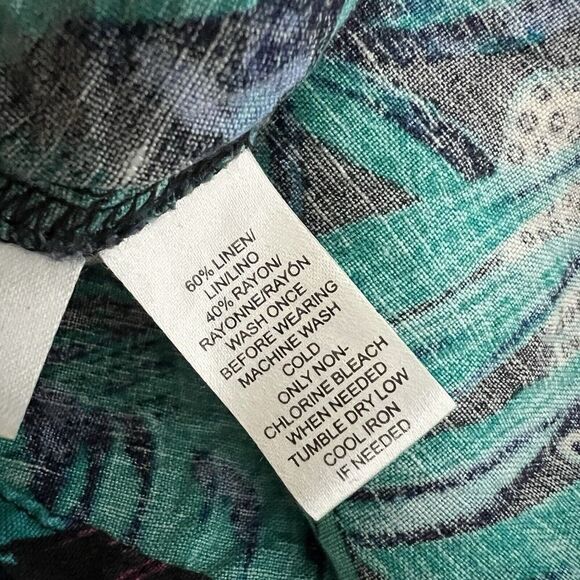 60% LINEN/
LIN/LINO
40% RAYON/
RAYONNE/RAYÓN
WASH ONCE
BEFORE WEARING
MACHINE WASH
COLD
ONLY NON-
CHLORINE BLEACH
WHEN NEEDED
TUMBLE DRY LOW
COOL IRON
IF NEEDED